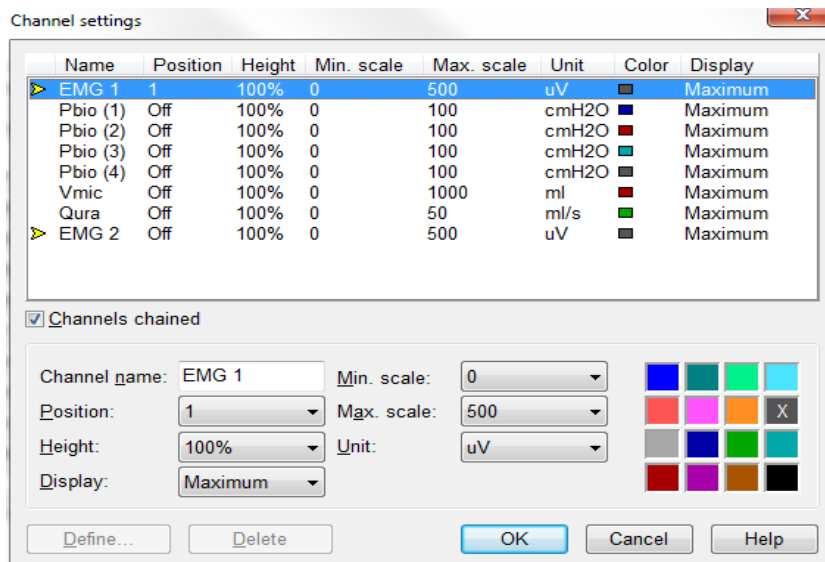 Channel settings
Name Position Height Min. scale Max. scale Unit Color Display
EMG 1 1 100% 0 500 uV Maximum
Pbio (1) Off 100% 0 100 cmH2O Maximum
Pbio (2) Off 100% 0 100 cmH2O Maximum
Pbio (3) Off 100% 0 100 cmH2O Maximum
Pbio (4) Off 100% 0 100 cmH2O Maximum
Vmic Off 100% 0 1000 ml Maximum
Qura Off 100% 0 50 ml/s Maximum
EMG 2 Off 100% 0 500 uV Maximum
Channels chained
Channel name: EMG 1 Min. scale: 0
Position: 1 Max. scale: 500 X
Height: 100% Unit: uV
Display: Maximum
Define... Delete OK Cancel Help